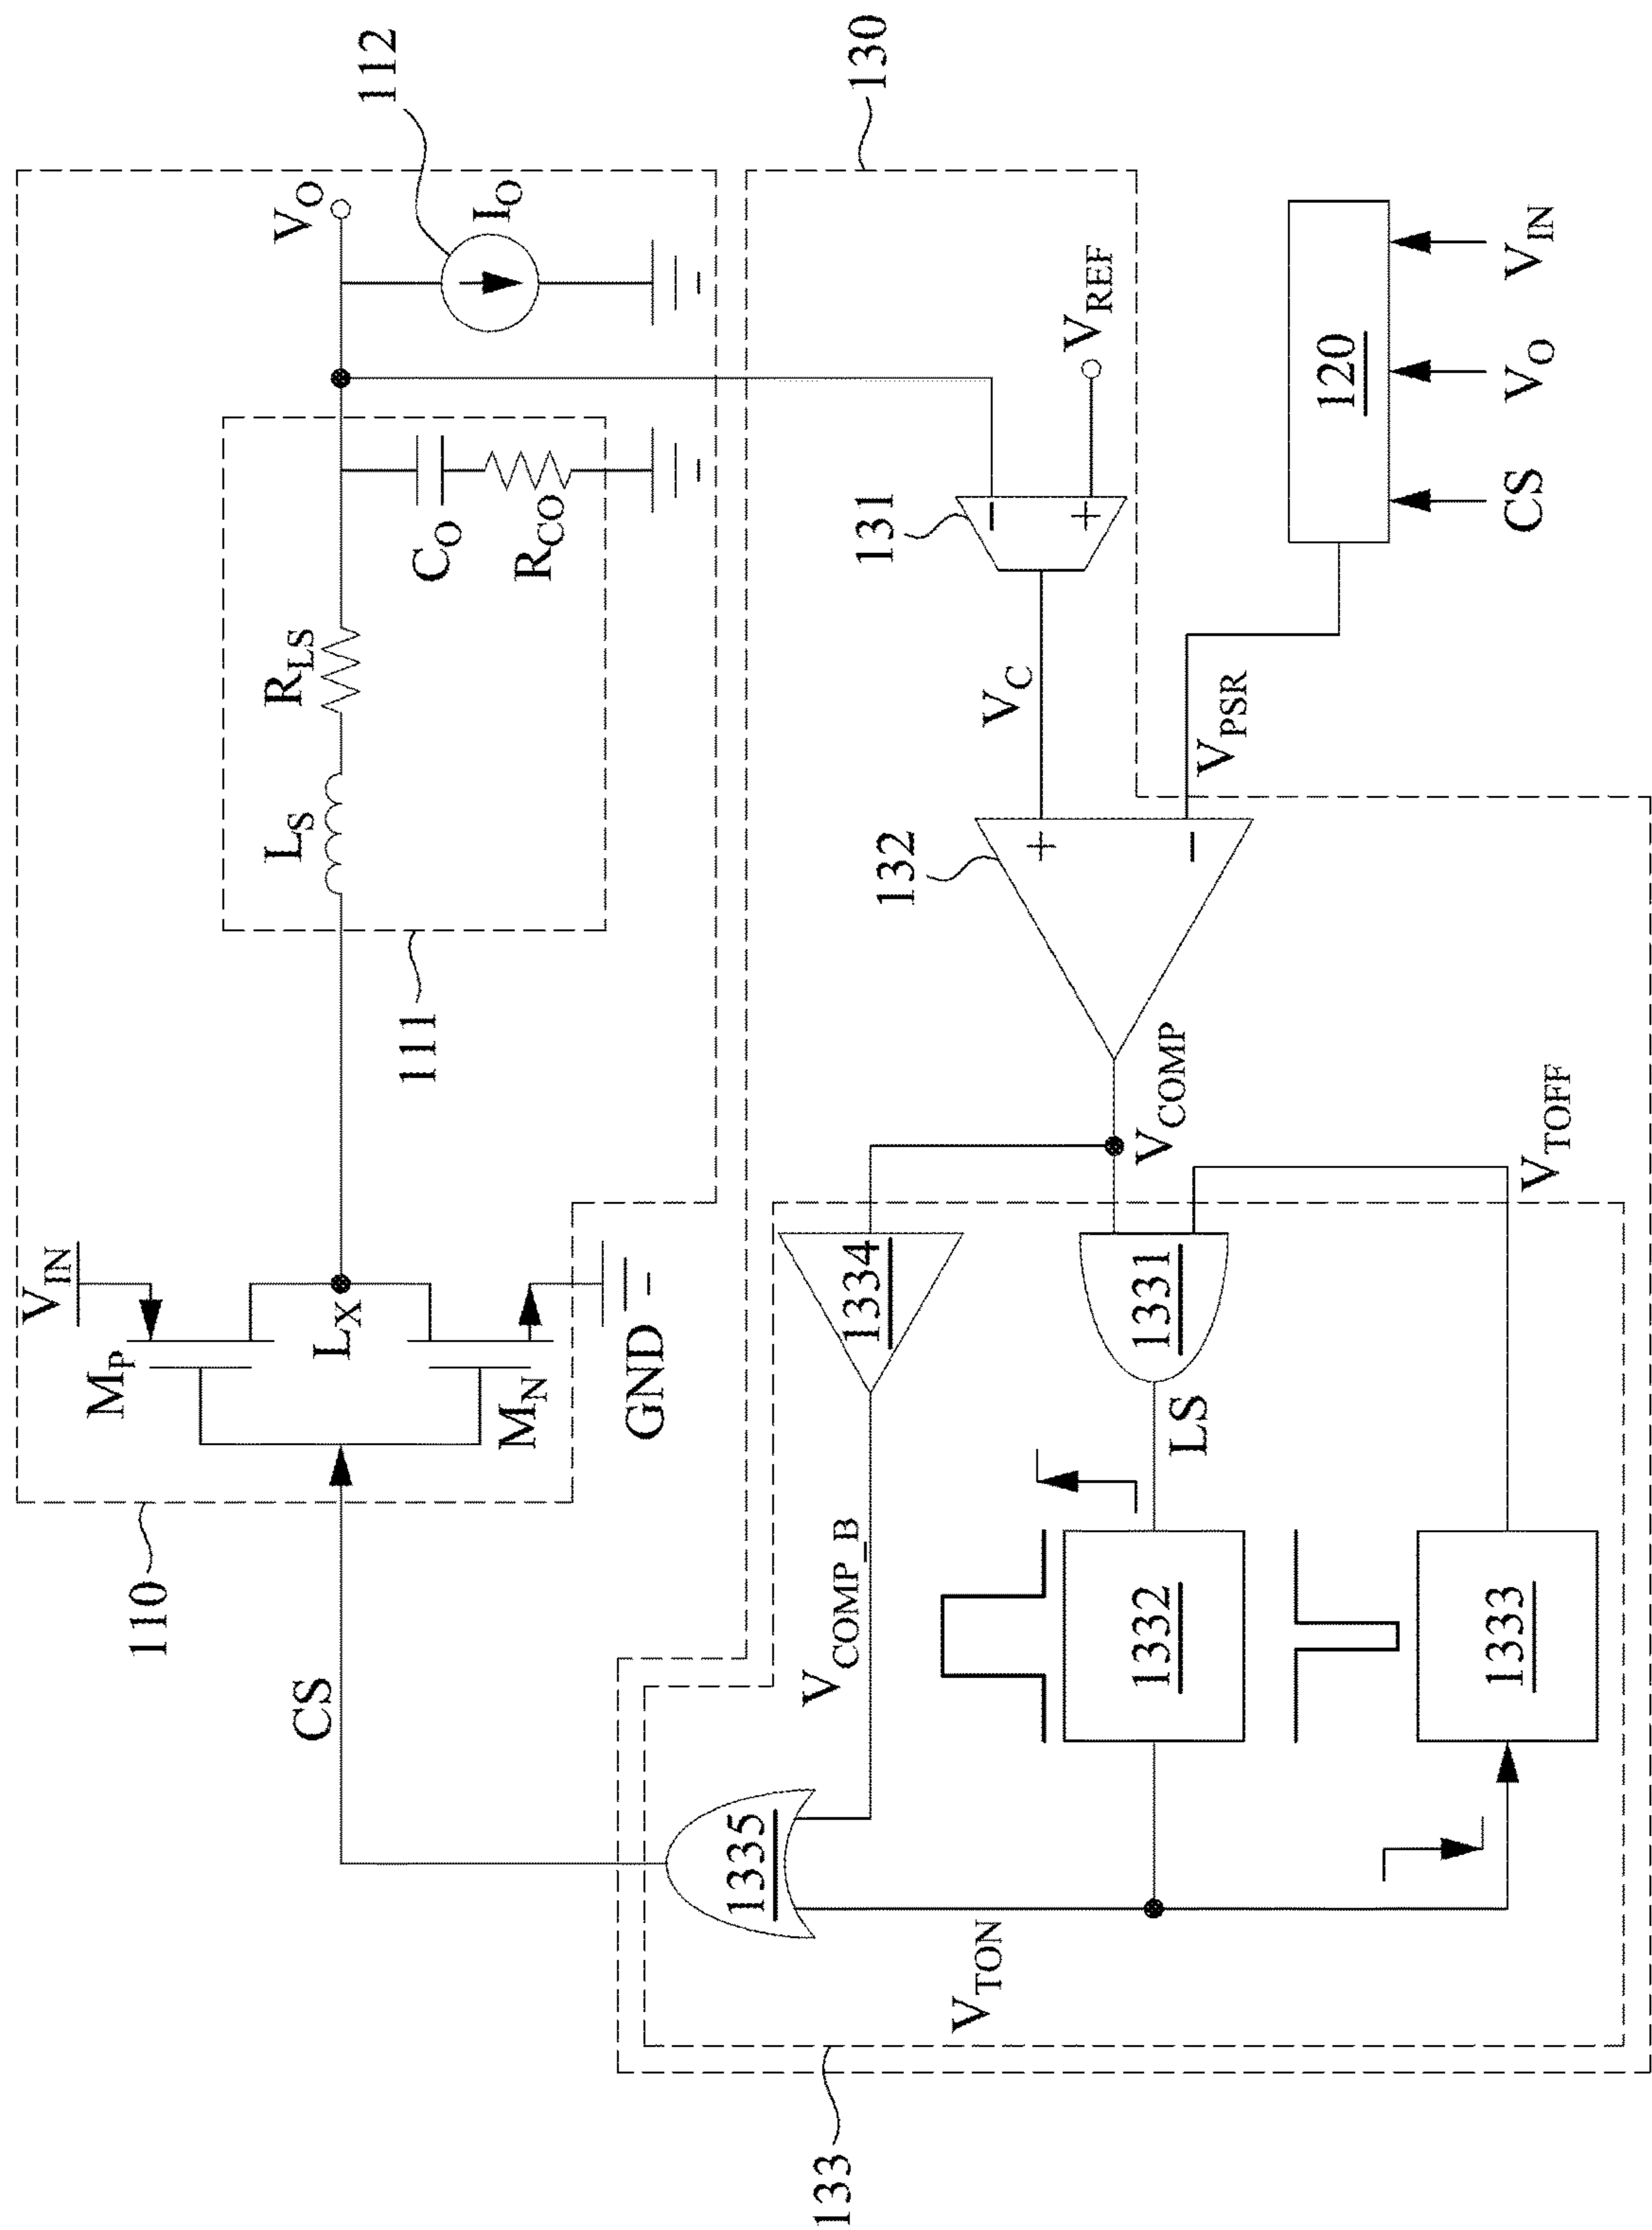 110
V_IN
M_P
L_X
M_N
GND
CS
111
L_S
R_LS
C_O
R_CO
V_O
I_O
112
130
131
V_REF
V_C
V_PSR
132
120
CS
V_O
V_IN
V_COMP
V_TOFF
1334
1331
LS
V_COMP_B
1332
1333
1335
V_TON
133